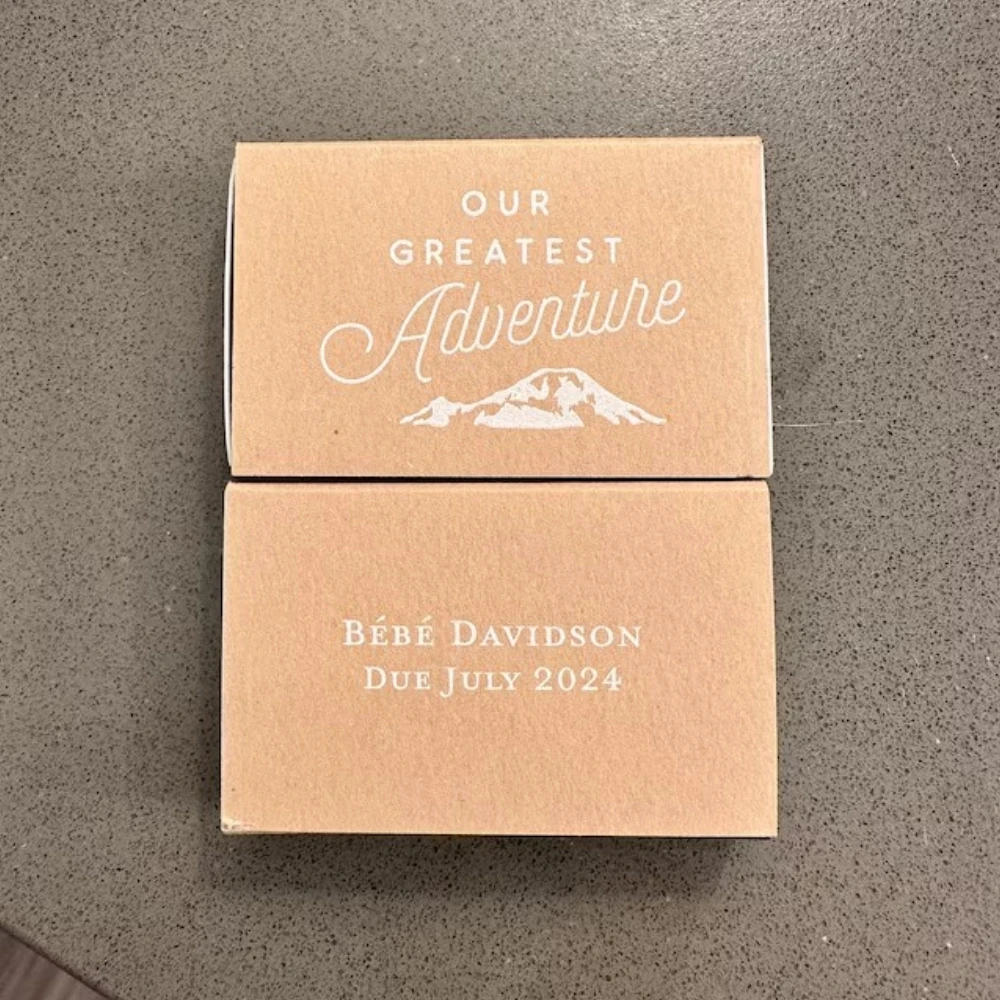 OUR
GREATEST
Adventure
BÉBÉ DAVIDSON
DUE JULY 2024